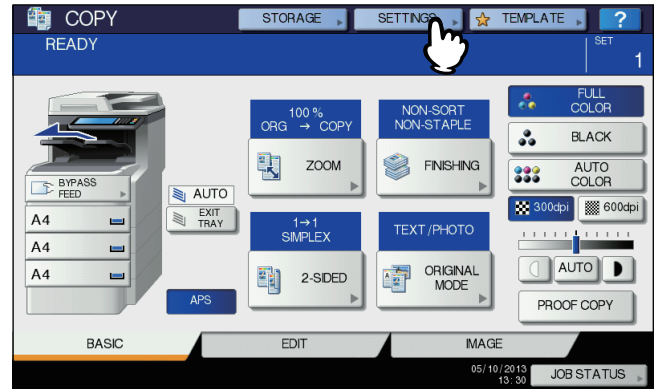 COPY
STORAGE
SETTINGS
TEMPLATE
?
READY
SET
1
100 %
ORG → COPY
ZOOM
NON-SORT
NON-STAPLE
FINISHING
FULL
COLOR
BLACK
AUTO
COLOR
300dpi
600dpi
BYPASS
FEED
A4
A4
A4
AUTO
EXIT
TRAY
APS
1→1
SIMPLEX
2-SIDED
TEXT/PHOTO
ORIGINAL
MODE
AUTO
PROOF COPY
BASIC
EDIT
IMAGE
05/10/2013
13:30
JOB STATUS